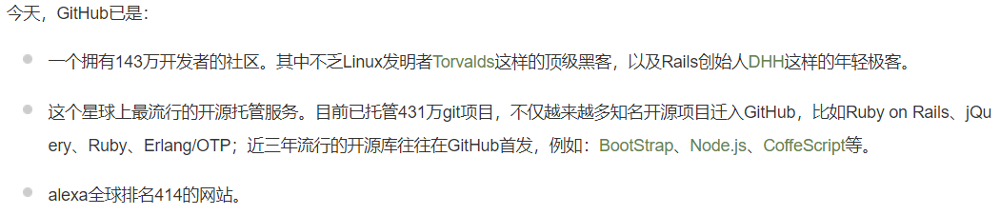 今天，GitHub已是：
一个拥有143万开发者的社区。其中不乏Linux发明者Torvalds这样的顶级黑客，以及Rails创始人DHH这样的年轻极客。
这个星球上最流行的开源托管服务。目前已托管431万git项目，不仅越来越多知名开源项目迁入GitHub，比如Ruby on Rails、jQu
ery、Ruby、Erlang/OTP；近三年流行的开源库往往在GitHub首发，例如：BootStrap、Node.js、CoffeScript等。
alexa全球排名414的网站。